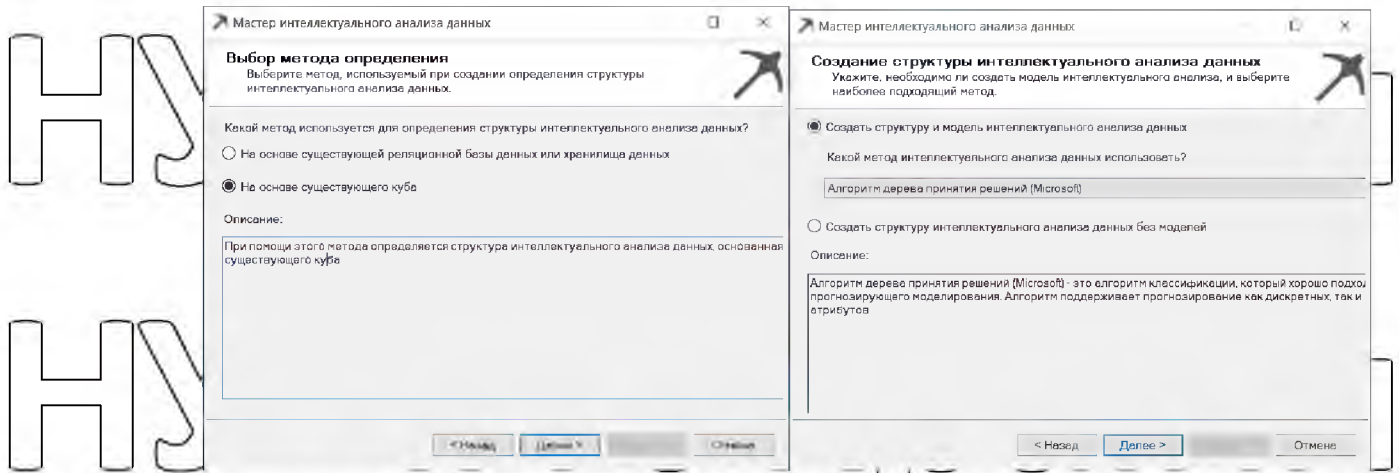 Мастер интеллектуального анализа данных
Выбор метода определения
Выберите метод, используемый при создании определения структуры
интеллектуального анализа данных.
Какой метод используется для определения структуры интеллектуального анализа данных?
На основе существующей реляционной базы данных или хранилища данных
На основе существующего куба
Описание:
При помощи этого метода определяется структура интеллектуального анализа данных, основанная
существующего куба
< Назад
Далее >
Отмена
Мастер интеллектуального анализа данных
Создание структуры интеллектуального анализа данных
Укажите, необходимо ли создать модель интеллектуального анализа, и выберите
наиболее подходящий метод.
Создать структуру и модель интеллектуального анализа данных
Какой метод интеллектуального анализа данных использовать?
Алгоритм дерева принятия решений (Microsoft)
Создать структуру интеллектуального анализа данных без моделей
Описание:
Алгоритм дерева принятия решений (Microsoft) - это алгоритм классификации, который хорошо подхо
прогнозирующего моделирования. Алгоритм поддерживает прогнозирование как дискретных, так и
атрибутов
< Назад
Далее >
Отмена